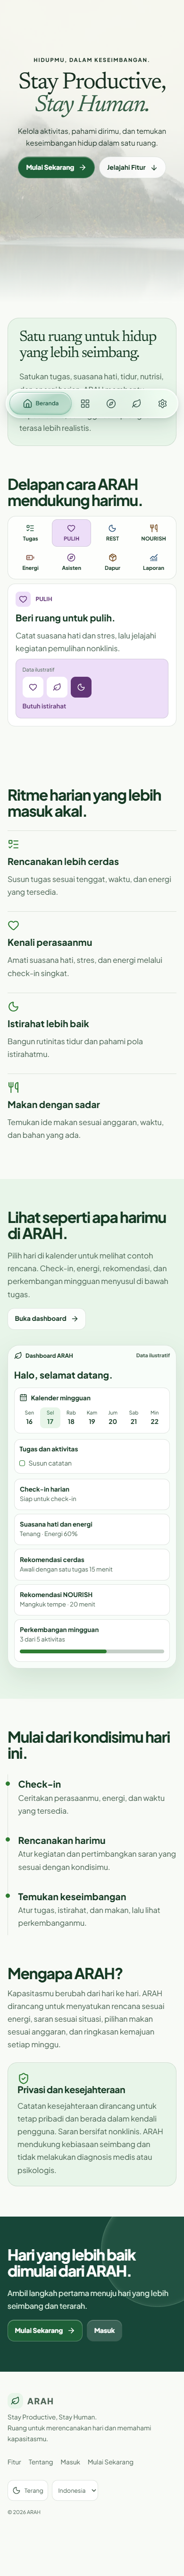 HIDUPMU, DALAM KESEIMBANGAN.
Stay Productive,
Stay Human.
Kelola aktivitas, pahami dirimu, dan temukan
keseimbangan hidup dalam satu ruang.
Mulai Sekarang
Jelajahi Fitur
Satu ruang untuk hidup
yang lebih seimbang.
Satukan tugas, suasana hati, tidur, nutrisi,
Beranda
terasa lebih realistis.
Delapan cara ARAH
mendukung harimu.
Tugas PULIH REST NOURISH
Energi Asisten Dapur Laporan
PULIH
Beri ruang untuk pulih.
Catat suasana hati dan stres, lalu jelajahi
kegiatan pemulihan nonklinis.
Data ilustratif
Butuh istirahat
Ritme harian yang lebih
masuk akal.
Rencanakan lebih cerdas
Susun tugas sesuai tenggat, waktu, dan energi
yang tersedia.
Kenali perasaanmu
Amati suasana hati, stres, dan energi melalui
check-in singkat.
Istirahat lebih baik
Bangun rutinitas tidur dan pahami pola
istirahatmu.
Makan dengan sadar
Temukan ide makan sesuai anggaran, waktu,
dan bahan yang ada.
Lihat seperti apa harimu
di ARAH.
Pilih hari di kalender untuk melihat contoh
rencana. Check-in, energi, rekomendasi, dan
perkembangan mingguan menyusul di bawah
tugas.
Buka dashboard
Dashboard ARAH Data ilustratif
Halo, selamat datang.
Kalender mingguan
Sen Sel Rab Kam Jum Sab Min
16 17 18 19 20 21 22
Tugas dan aktivitas
Susun catatan
Check-in harian
Siap untuk check-in
Suasana hati dan energi
Tenang · Energi 60%
Rekomendasi cerdas
Awali dengan satu tugas 15 menit
Rekomendasi NOURISH
Mangkuk tempe · 20 menit
Perkembangan mingguan
3 dari 5 aktivitas
Mulai dari kondisimu hari
ini.
Check-in
Ceritakan perasaanmu, energi, dan waktu
yang tersedia.
Rencanakan harimu
Atur kegiatan dan pertimbangkan saran yang
sesuai dengan kondisimu.
Temukan keseimbangan
Atur tugas, istirahat, dan makan, lalu lihat
perkembanganmu.
Mengapa ARAH?
Kapasitasmu berubah dari hari ke hari. ARAH
dirancang untuk menyatukan rencana sesuai
energi, saran sesuai situasi, pilihan makan
sesuai anggaran, dan ringkasan kemajuan
setiap minggu.
Privasi dan kesejahteraan
Catatan kesejahteraan dirancang untuk
tetap pribadi dan berada dalam kendali
pengguna. Saran bersifat nonklinis. ARAH
mendukung kebiasaan seimbang dan
tidak melakukan diagnosis medis atau
psikologis.
Hari yang lebih baik
dimulai dari ARAH.
Ambil langkah pertama menuju hari yang lebih
seimbang dan terarah.
Mulai Sekarang
Masuk
ARAH
Stay Productive, Stay Human.
Ruang untuk merencanakan hari dan memahami
kapasitasmu.
Fitur Tentang Masuk Mulai Sekarang
Terang Indonesia
© 2026 ARAH